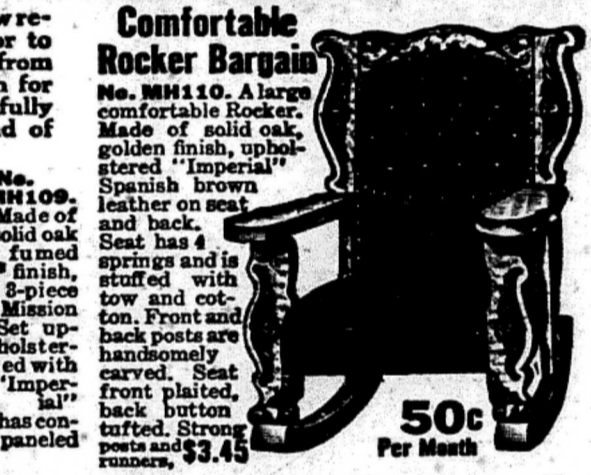 w re-
or to
from
n for
fully
d of
No.
MH109.
Made of
solid oak
fumed
finish,
3-piece
Mission
Set up-
holster-
ed with
"Imper-
ial"
has con-
paneled
Comfortable
Rocker Bargain
No. MH110. A large
comfortable Rocker.
Made of solid oak,
golden finish, uphol-
stered "Imperial"
Spanish brown
leather on seat
and back.
Seat has 4
springs and is
stuffed with
tow and cot-
ton. Front and
back posts are
handsomely
carved. Seat
front plaited,
back button
tufted. Strong
posts and
runners, $3.45
50c
Per Month